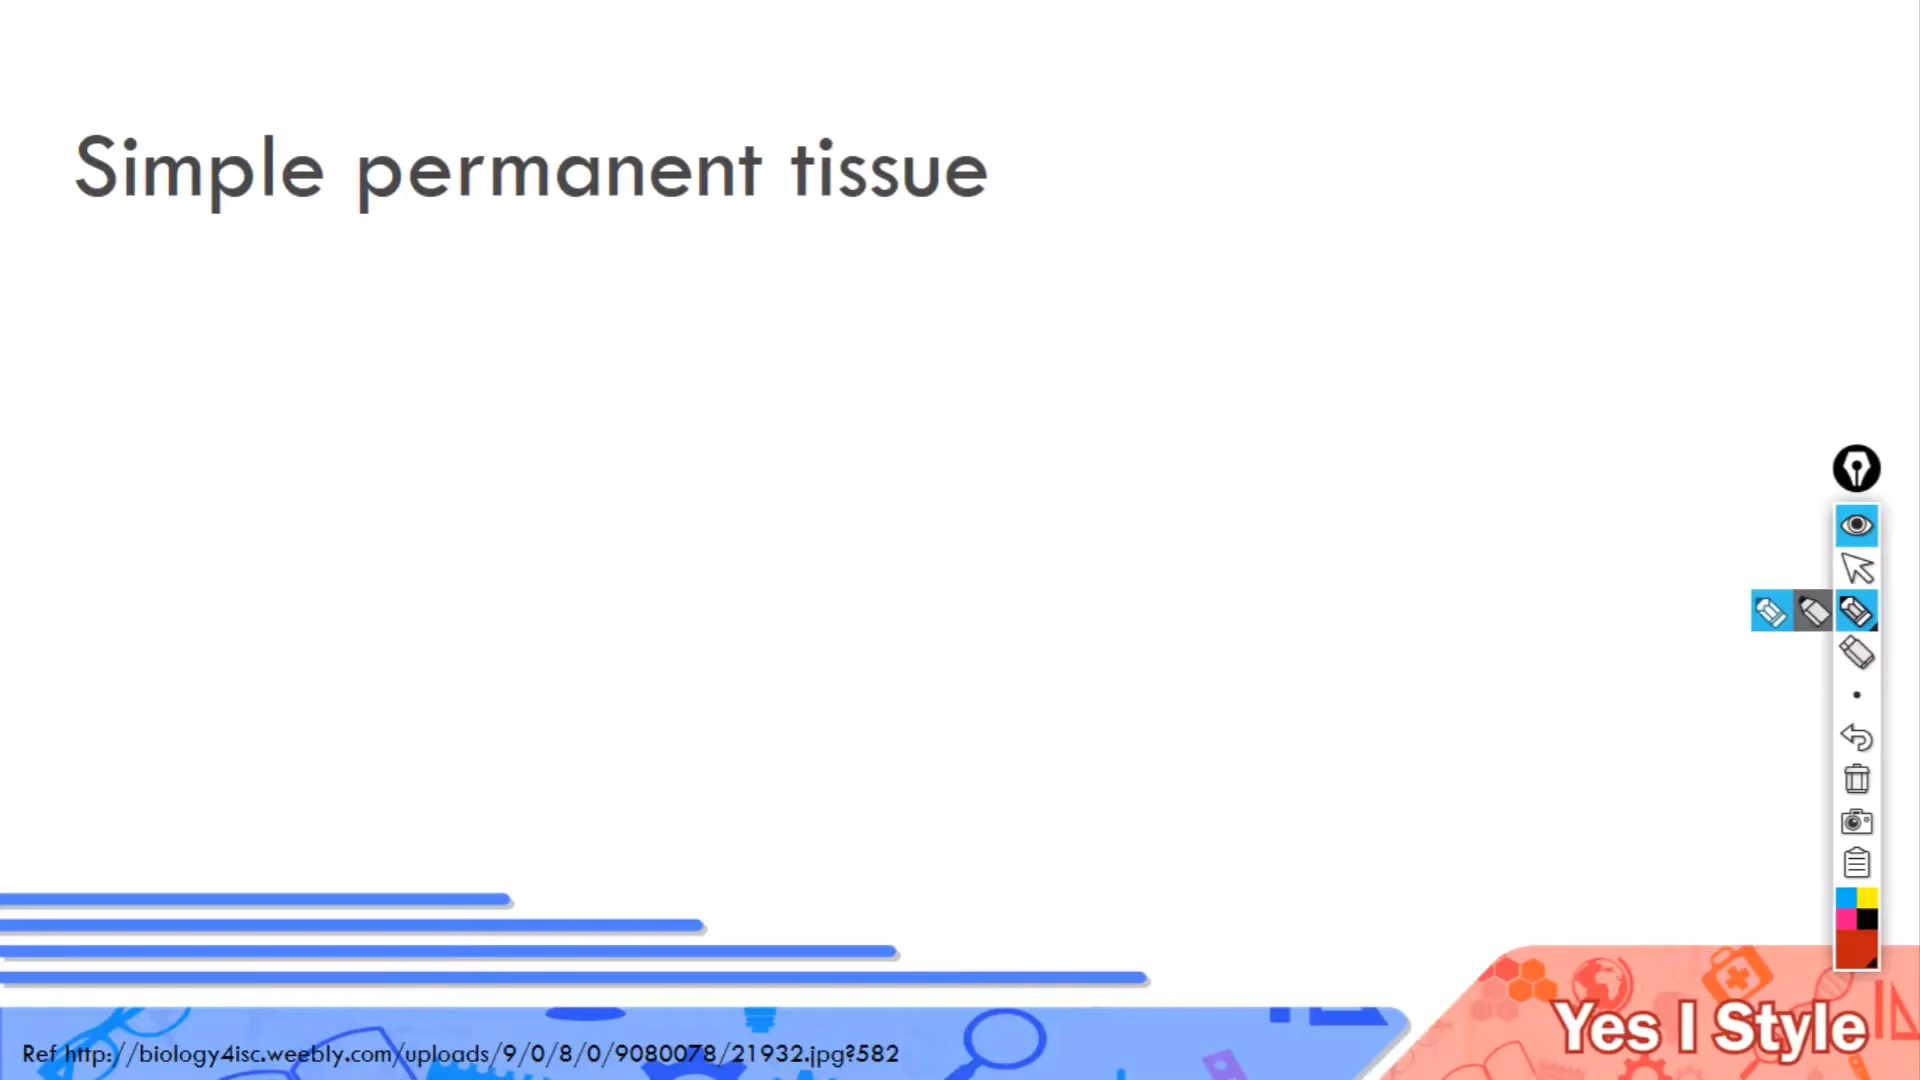 Simple permanent tissue
Yes I Style
Ref http://biology4isc.weebly.com/uploads/9/0/8/0/9080078/21932.jpg?582